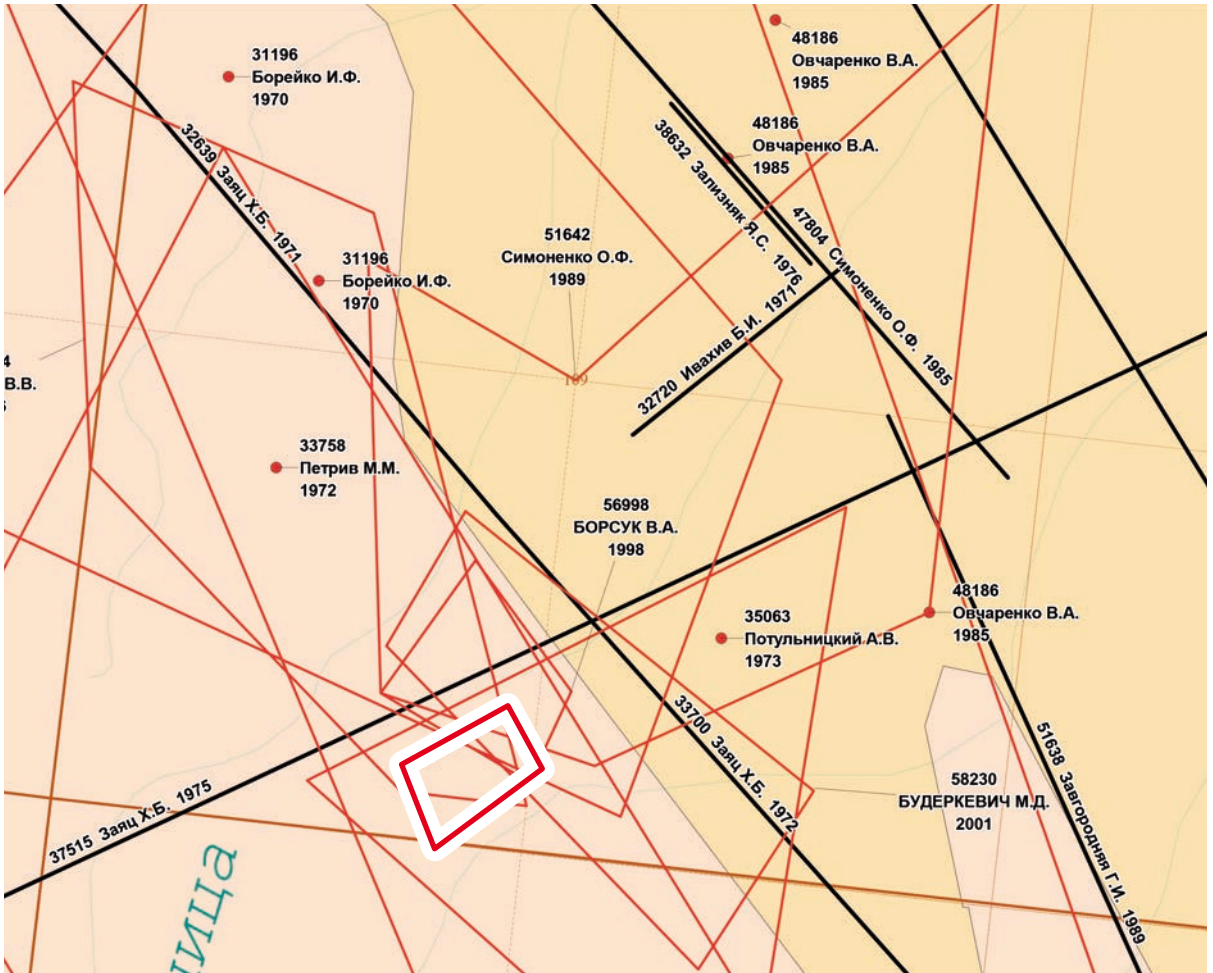 48186
Овчаренко В.А.
1985
31196
Борейко И.Ф.
1970
48186
Овчаренко В.А.
1985
32639 Заяц Х.Б. 1971
38632 Зализняк Я.С. 1976
47804 Симоненко О.Ф. 1985
51642
Симоненко О.Ф.
1989
31196
Борейко И.Ф.
1970
32720 Ивахив Б.И. 1971
4
В.В.
169
33758
Петрив М.М.
1972
56998
БОРСУК В.А.
1998
48186
Овчаренко В.А.
1985
35063
Потульницкий А.В.
1973
33700 Заяц Х.Б. 1972
51638 Завгородняя Г.И. 1989
58230
БУДЕРКЕВИЧ М.Д.
2001
37515 Заяц Х.Б. 1975
ница